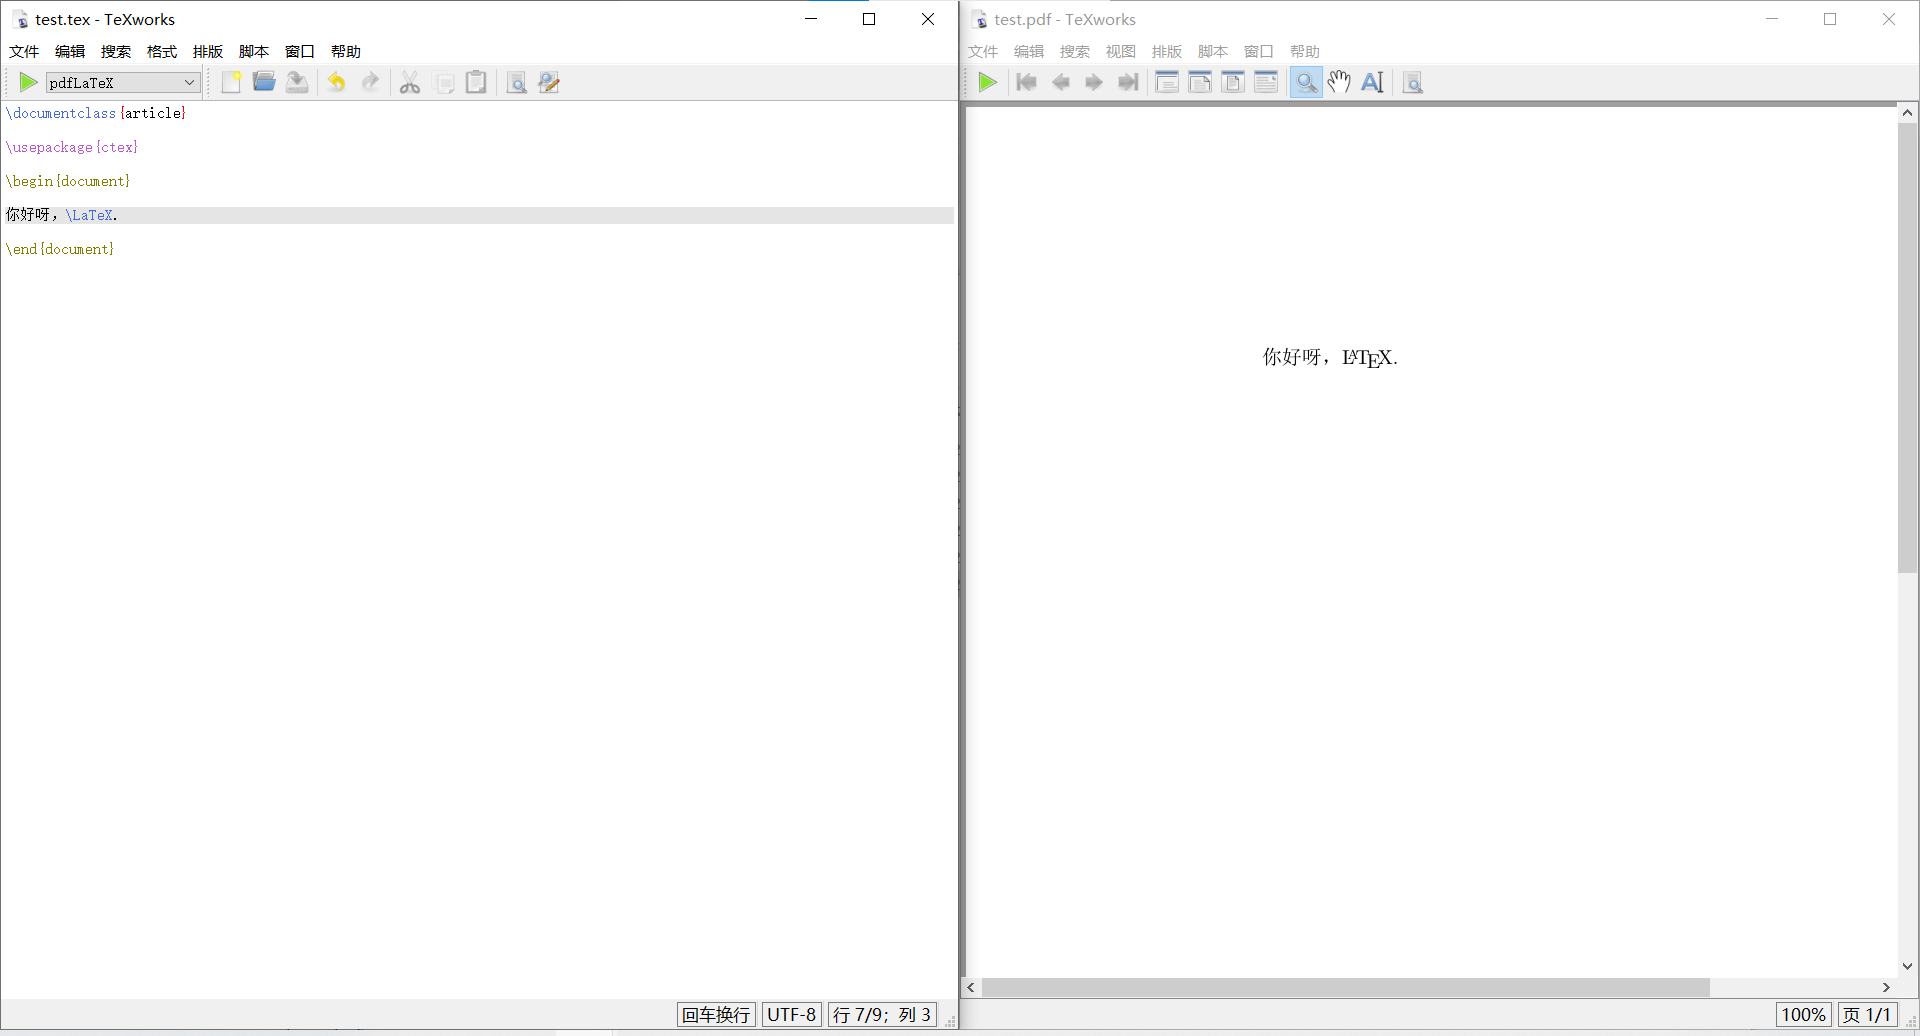 test.tex - TeXworks
文件 编辑 搜索 格式 排版 脚本 窗口 帮助
pdfLaTeX
\documentclass{article}
\usepackage{ctex}
\begin{document}
你好呀，\LaTeX.
\end{document}
回车换行 UTF-8 行 7/9；列 3
test.pdf - TeXworks
文件 编辑 搜索 视图 排版 脚本 窗口 帮助
你好呀，LATEX.
100% 页 1/1